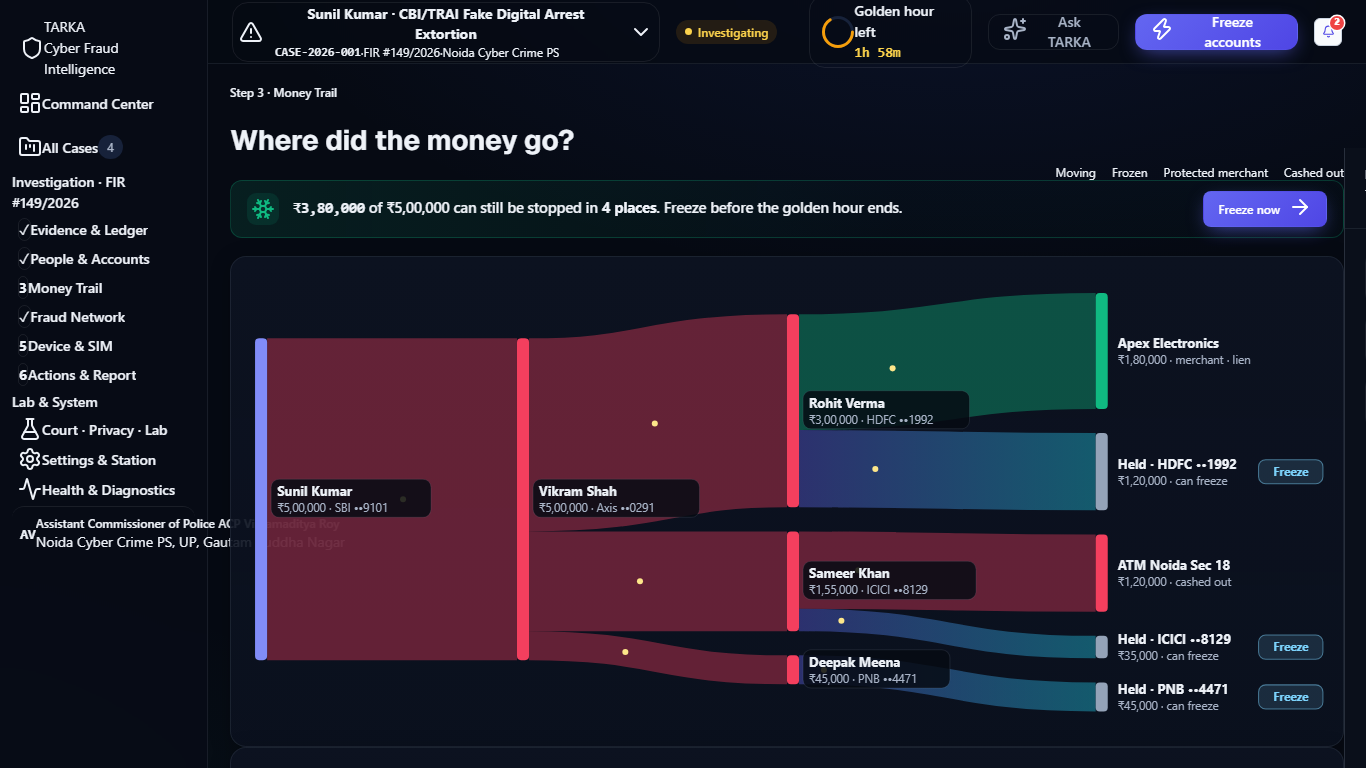 TARKA
Cyber Fraud
Intelligence
Command Center
All Cases 4
Investigation · FIR
#149/2026
✓Evidence & Ledger
✓People & Accounts
3Money Trail
✓Fraud Network
5Device & SIM
6Actions & Report
Lab & System
Court · Privacy · Lab
Settings & Station
Health & Diagnostics
AV
Assistant Commissioner of Police ACP Vikramaditya Roy
Noida Cyber Crime PS, UP, Gautam Buddha Nagar
Sunil Kumar · CBI/TRAI Fake Digital Arrest
Extortion
CASE-2026-001·FIR #149/2026·Noida Cyber Crime PS
Investigating
Golden hour
left
1h 58m
Ask
TARKA
Freeze
accounts
2
Step 3 · Money Trail
Where did the money go?
Moving Frozen Protected merchant Cashed out
₹3,80,000 of ₹5,00,000 can still be stopped in 4 places. Freeze before the golden hour ends.
Freeze now
Sunil Kumar
₹5,00,000 · SBI ••9101
Vikram Shah
₹5,00,000 · Axis ••0291
Rohit Verma
₹3,00,000 · HDFC ••1992
Sameer Khan
₹1,55,000 · ICICI ••8129
Deepak Meena
₹45,000 · PNB ••4471
Apex Electronics
₹1,80,000 · merchant · lien
Held · HDFC ••1992
₹1,20,000 · can freeze
Freeze
ATM Noida Sec 18
₹1,20,000 · cashed out
Held · ICICI ••8129
₹35,000 · can freeze
Freeze
Held · PNB ••4471
₹45,000 · can freeze
Freeze